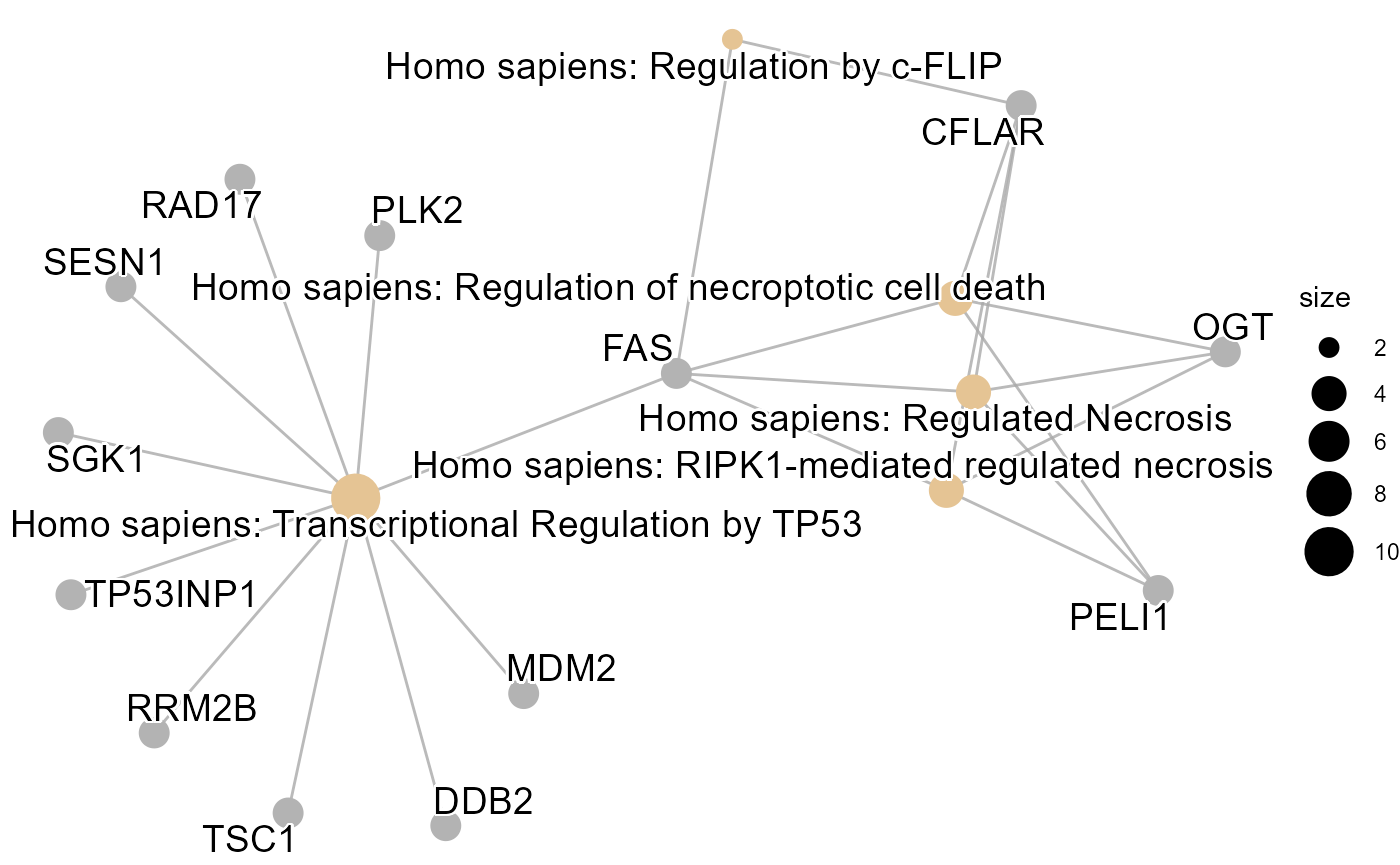 Homo sapiens: Regulation by c-FLIP
CFLAR
RAD17
PLK2
SESN1
Homo sapiens: Regulation of necroptotic cell death
size
OGT
FAS
2
4
Homo sapiens: Regulated Necrosis
6
SGK1
Homo sapiens: RIPK1-mediated regulated necrosis
8
Homo sapiens: Transcriptional Regulation by TP53
10
TP53INP1
PELI1
MDM2
RRM2B
DDB2
TSC1